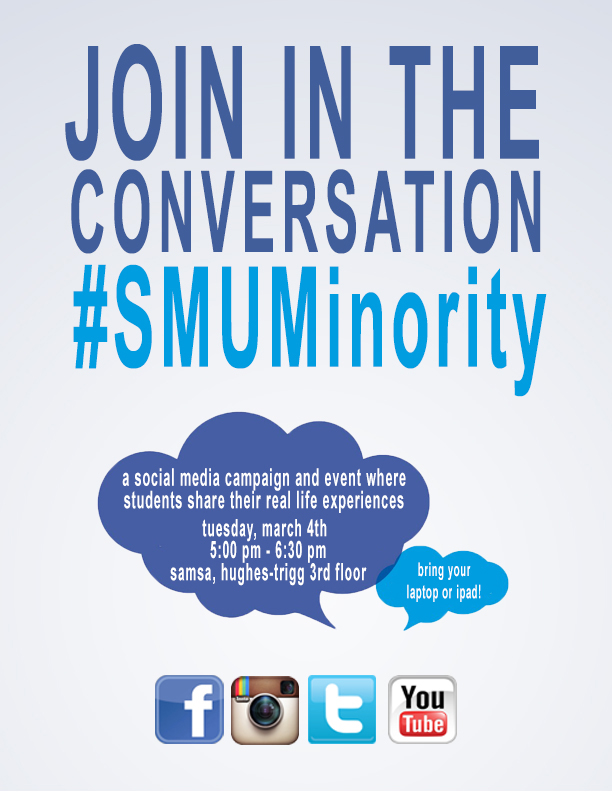 JOIN IN THE
CONVERSATION
#SMUMinority
a social media campaign and event where
students share their real life experiences
tuesday, march 4th
5:00 pm - 6:30 pm
samsa, hughes-trigg 3rd floor
bring your
laptop or ipad!
f
t
You
Tube